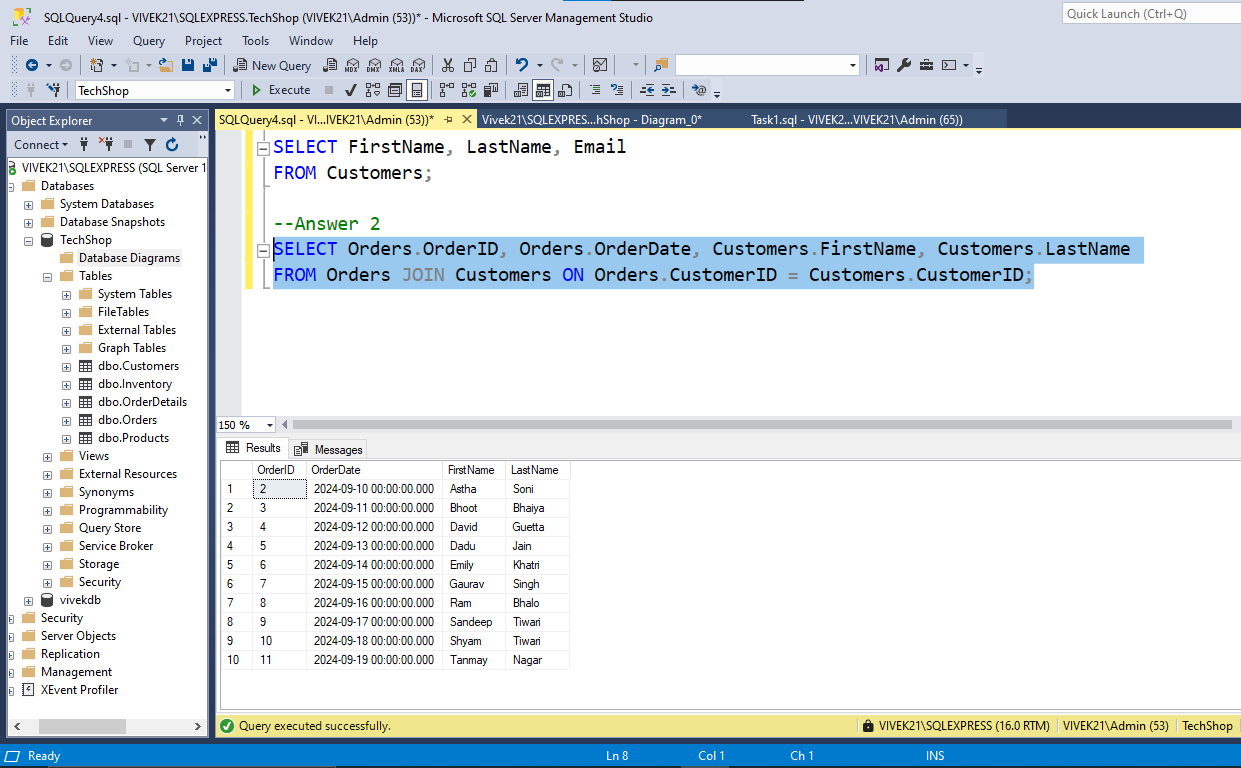 SQLQuery4.sql - VIVEK21\SQLEXPRESS.TechShop (VIVEK21\Admin (53))* - Microsoft SQL Server Management Studio
Quick Launch (Ctrl+Q)
File Edit View Query Project Tools Window Help
New Query MDX DMX XMLA DAX
TechShop Execute
Object Explorer
SQLQuery4.sql - VI...IVEK21\Admin (53))* Vivek21\SQLEXPRES...hShop - Diagram_0* Task1.sql - VIVEK2...VIVEK21\Admin (65))
Connect
VIVEK21\SQLEXPRESS (SQL Server 1
Databases
System Databases
Database Snapshots
TechShop
Database Diagrams
Tables
System Tables
FileTables
External Tables
Graph Tables
dbo.Customers
dbo.Inventory
dbo.OrderDetails
dbo.Orders
dbo.Products
Views
External Resources
Synonyms
Programmability
Query Store
Service Broker
Storage
Security
vivekdb
Security
Server Objects
Replication
Management
XEvent Profiler
SELECT FirstName, LastName, Email
FROM Customers;
--Answer 2
SELECT Orders.OrderID, Orders.OrderDate, Customers.FirstName, Customers.LastName
FROM Orders JOIN Customers ON Orders.CustomerID = Customers.CustomerID;
150 %
Results Messages
OrderID OrderDate FirstName LastName
1 2 2024-09-10 00:00:00.000 Astha Soni
2 3 2024-09-11 00:00:00.000 Bhoot Bhaiya
3 4 2024-09-12 00:00:00.000 David Guetta
4 5 2024-09-13 00:00:00.000 Dadu Jain
5 6 2024-09-14 00:00:00.000 Emily Khatri
6 7 2024-09-15 00:00:00.000 Gaurav Singh
7 8 2024-09-16 00:00:00.000 Ram Bhalo
8 9 2024-09-17 00:00:00.000 Sandeep Tiwari
9 10 2024-09-18 00:00:00.000 Shyam Tiwari
10 11 2024-09-19 00:00:00.000 Tanmay Nagar
Query executed successfully. VIVEK21\SQLEXPRESS (16.0 RTM) VIVEK21\Admin (53) TechShop
Ready Ln 8 Col 1 Ch 1 INS